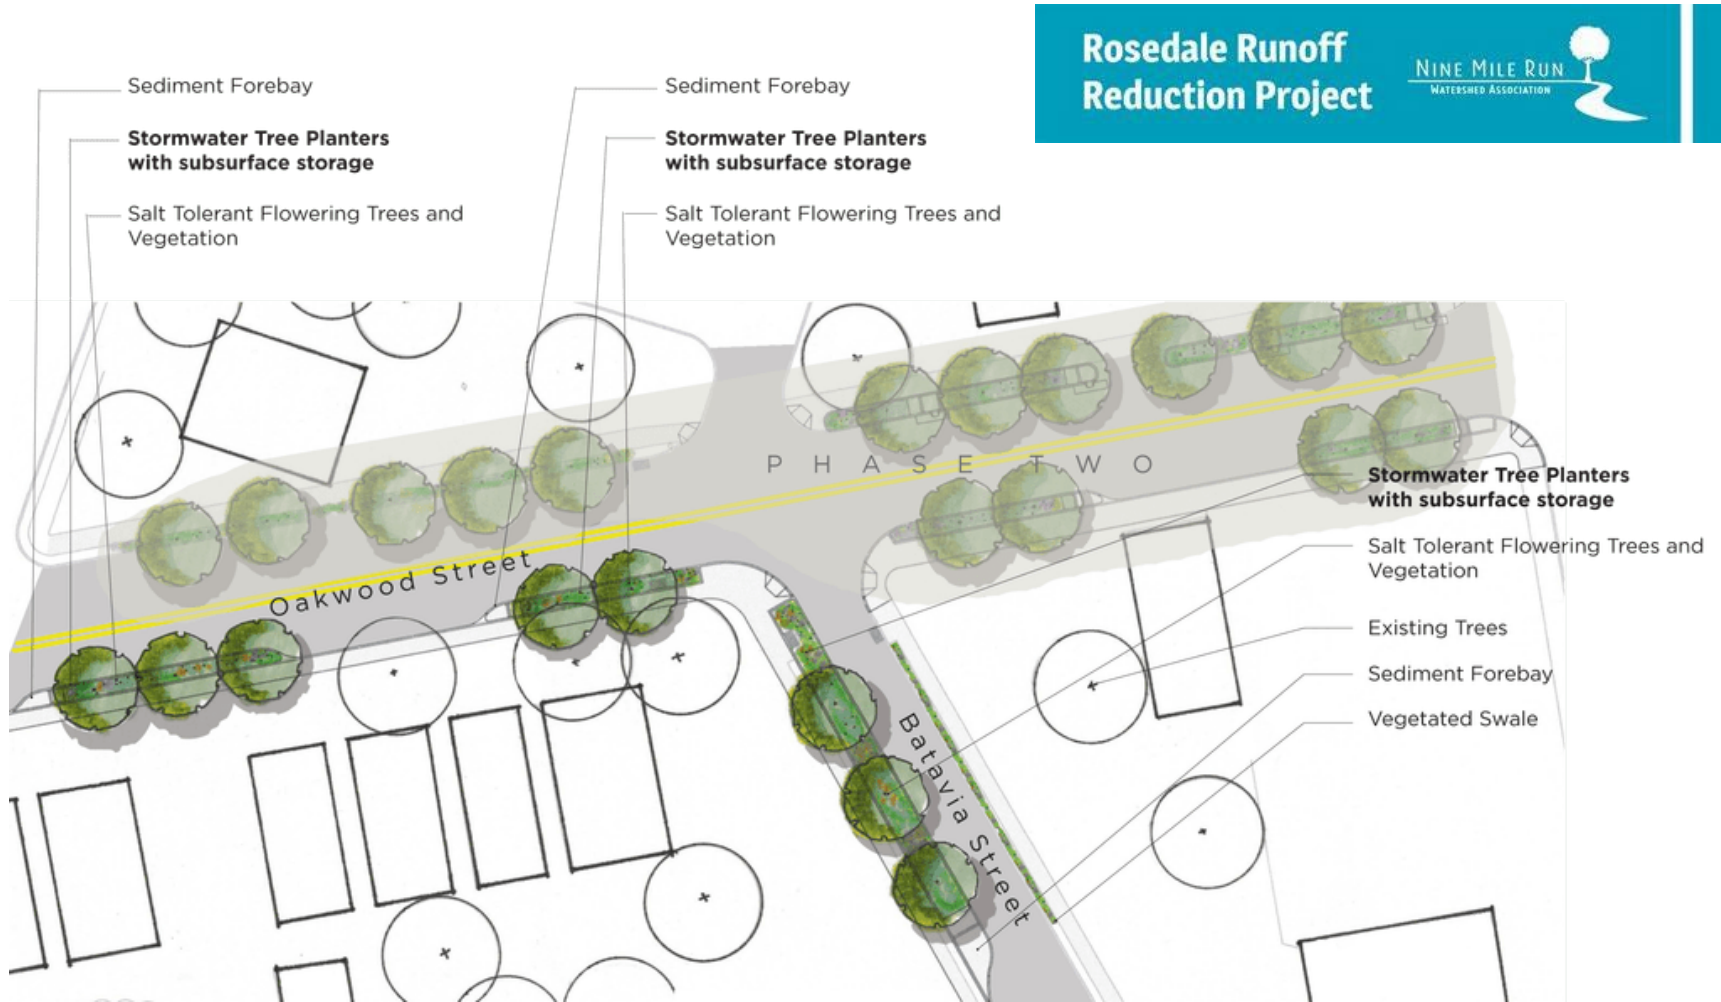 Rosedale Runoff
Reduction Project
NINE MILE RUN
WATERSHED ASSOCIATION
Sediment Forebay
Stormwater Tree Planters
with subsurface storage
Salt Tolerant Flowering Trees and
Vegetation
Sediment Forebay
Stormwater Tree Planters
with subsurface storage
Salt Tolerant Flowering Trees and
Vegetation
PHASE TWO
Oakwood Street
Batavia Street
Stormwater Tree Planters
with subsurface storage
Salt Tolerant Flowering Trees and
Vegetation
Existing Trees
Sediment Forebay
Vegetated Swale